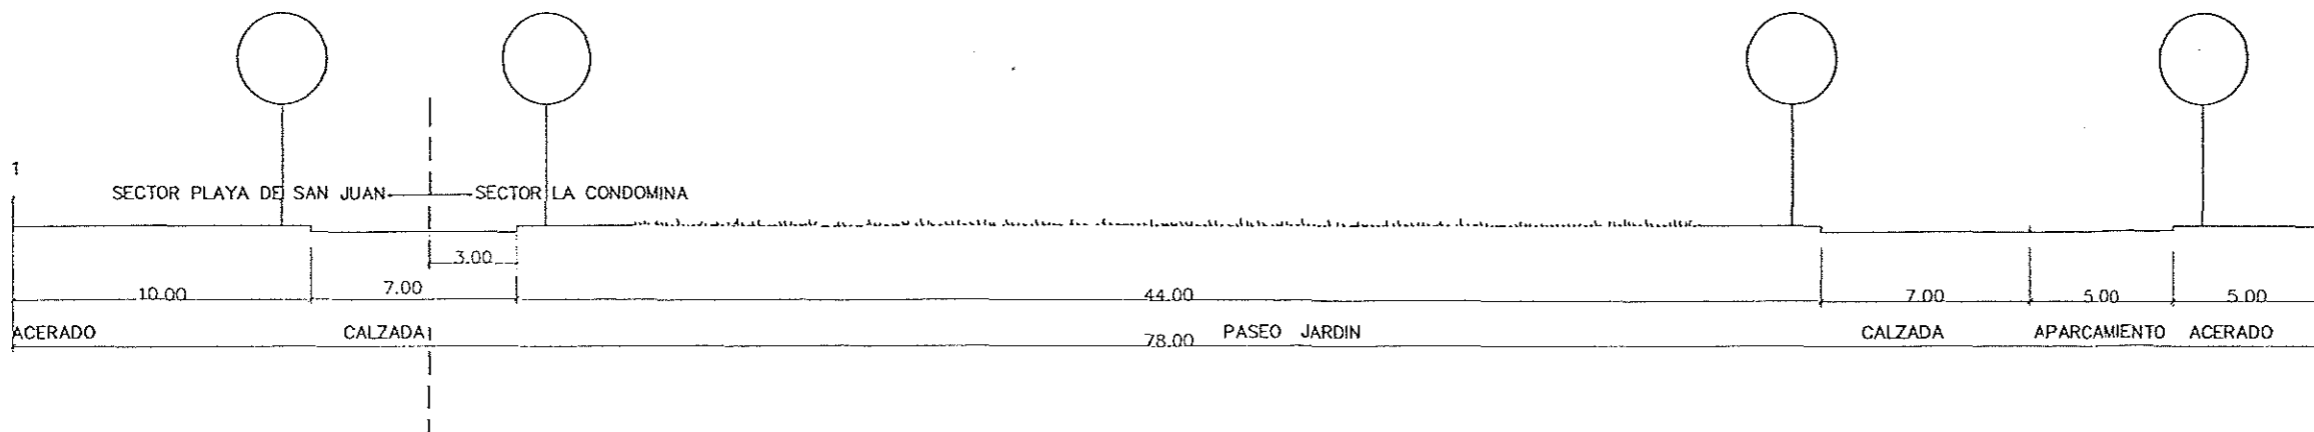 1
SECTOR PLAYA DE SAN JUAN SECTOR LA CONDOMINA
3.00
10.00 7.00 44.00 7.00 5.00 5.00
ACERADO CALZADA PASEO JARDIN CALZADA APARCAMIENTO ACERADO
78.00